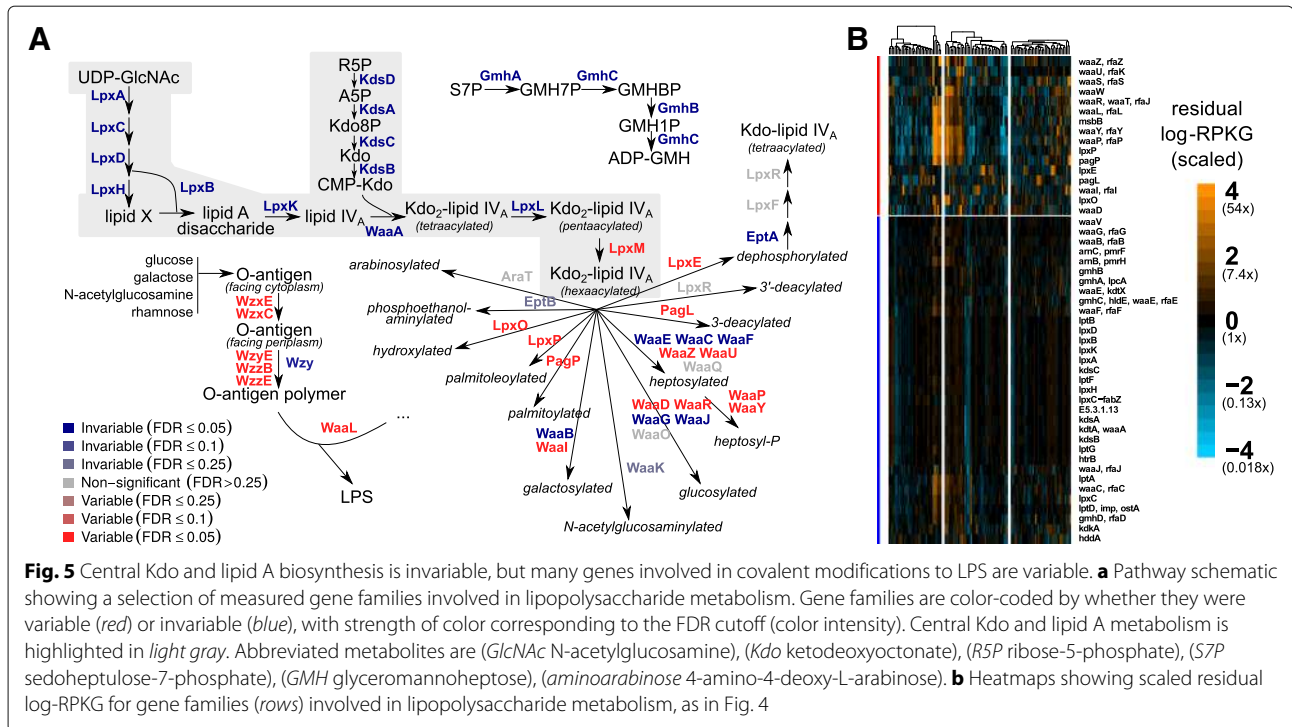 A
UDP-GlcNAc
LpxA
LpxC
LpxD
LpxH
LpxB
lipid X
lipid A
disaccharide
LpxK
lipid IVA
R5P
KdsD
A5P
KdsA
Kdo8P
KdsC
Kdo
KdsB
CMP-Kdo
WaaA
Kdo2-lipid IVA
(tetraacylated)
LpxL
Kdo2-lipid IVA
(pentaacylated)
LpxM
Kdo2-lipid IVA
(hexaacylated)
S7P
GmhA
GMH7P
GmhC
GMHBP
GmhB
GMH1P
GmhC
ADP-GMH
Kdo-lipid IVA
(tetraacylated)
LpxR
LpxF
EptA
dephosphorylated
LpxE
LpxR
3'-deacylated
PagL
3-deacylated
arabinosylated
AraT
phosphoethanol-
aminylated
EptB
LpxO
hydroxylated
LpxP
palmitoleoylated
PagP
palmitoylated
WaaE WaaC WaaF
WaaZ WaaU
WaaQ
heptosylated
WaaP
WaaY
heptosyl-P
WaaD WaaR
WaaG WaaJ
WaaO
glucosylated
WaaB
WaaI
galactosylated
WaaK
N-acetylglucosaminylated
glucose
galactose
N-acetylglucosamine
rhamnose
O-antigen
(facing cytoplasm)
WzxE
WzxC
O-antigen
(facing periplasm)
WzyE
WzzB
WzzE
Wzy
O-antigen polymer
WaaL
...
LPS
Invariable (FDR ≤ 0.05)
Invariable (FDR ≤ 0.1)
Invariable (FDR ≤ 0.25)
Non−significant (FDR>0.25)
Variable (FDR ≤ 0.25)
Variable (FDR ≤ 0.1)
Variable (FDR ≤ 0.05)
B
waaZ, rfaZ
waaU, rfaK
waaS, rfaS
waaW
waaR, waaT, rfaJ
waaL, rfaL
msbB
waaY, rfaY
waaP, rfaP
lpxP
pagP
lpxE
pagL
waaI, rfaI
lpxO
waaD
waaV
waaG, rfaG
waaB, rfaB
arnC, pmrF
arnB, pmrH
gmhB
gmhA, lpcA
waaE, kdtX
gmhC, hldE, waaE, rfaE
waaF, rfaF
lptB
lpxD
lpxB
lpxK
lpxA
kdsC
lptF
lpxH
lpxC−fabZ
E5.3.1.13
kdsA
kdtA, waaA
kdsB
lptG
htrB
waaJ, rfaJ
lptA
waaC, rfaC
lpxC
lptD, imp, ostA
gmhD, rfaD
kdkA
hddA
residual
log-RPKG
(scaled)
4
(54x)
2
(7.4x)
0
(1x)
−2
(0.13x)
−4
(0.018x)
Fig. 5 Central Kdo and lipid A biosynthesis is invariable, but many genes involved in covalent modifications to LPS are variable. a Pathway schematic
showing a selection of measured gene families involved in lipopolysaccharide metabolism. Gene families are color-coded by whether they were
variable (red) or invariable (blue), with strength of color corresponding to the FDR cutoff (color intensity). Central Kdo and lipid A metabolism is
highlighted in light gray. Abbreviated metabolites are (GlcNAc N-acetylglucosamine), (Kdo ketodeoxyoctonate), (R5P ribose-5-phosphate), (S7P
sedoheptulose-7-phosphate), (GMH glyceromannoheptose), (aminoarabinose 4-amino-4-deoxy-L-arabinose). b Heatmaps showing scaled residual
log-RPKG for gene families (rows) involved in lipopolysaccharide metabolism, as in Fig. 4